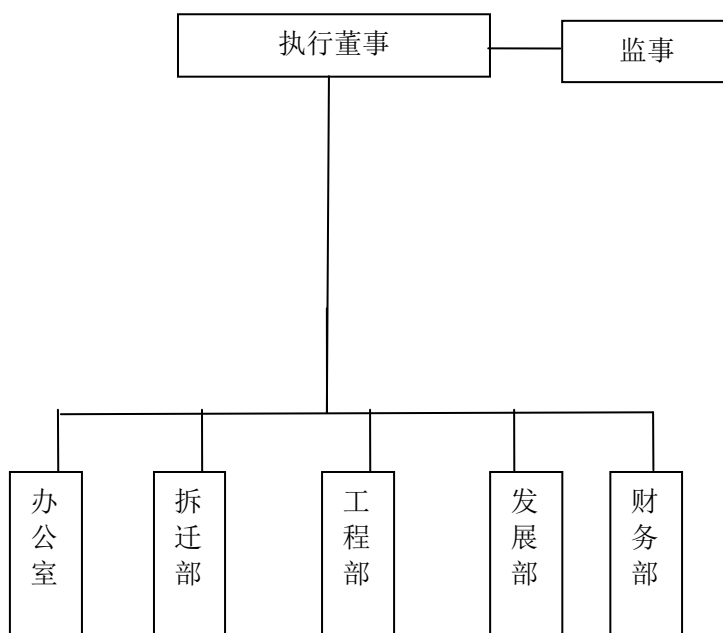 执行董事
监事
办公室
拆迁部
工程部
发展部
财务部